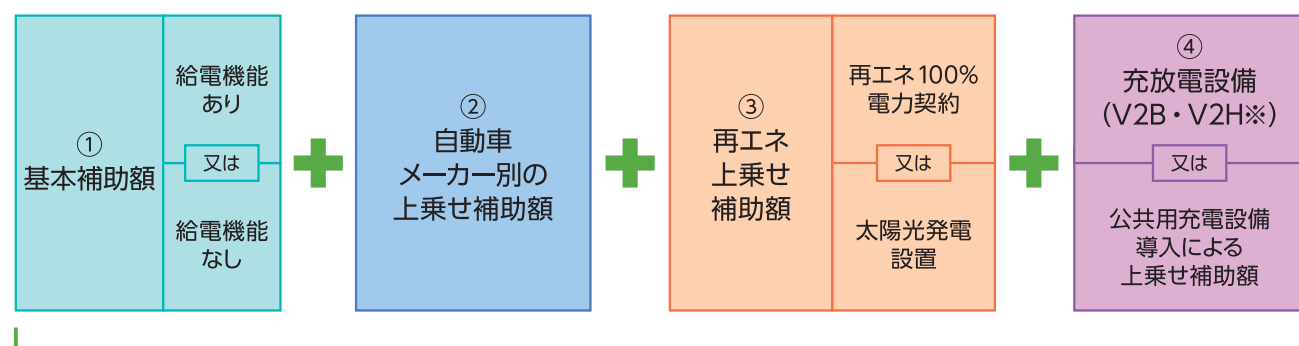 ①
基本補助額
給電機能
あり
又は
給電機能
なし
②
自動車
メーカー別の
上乗せ補助額
③
再エネ
上乗せ
補助額
再エネ100%
電力契約
又は
太陽光発電
設置
④
充放電設備
(V2B・V2H※)
又は
公共用充電設備
導入による
上乗せ補助額